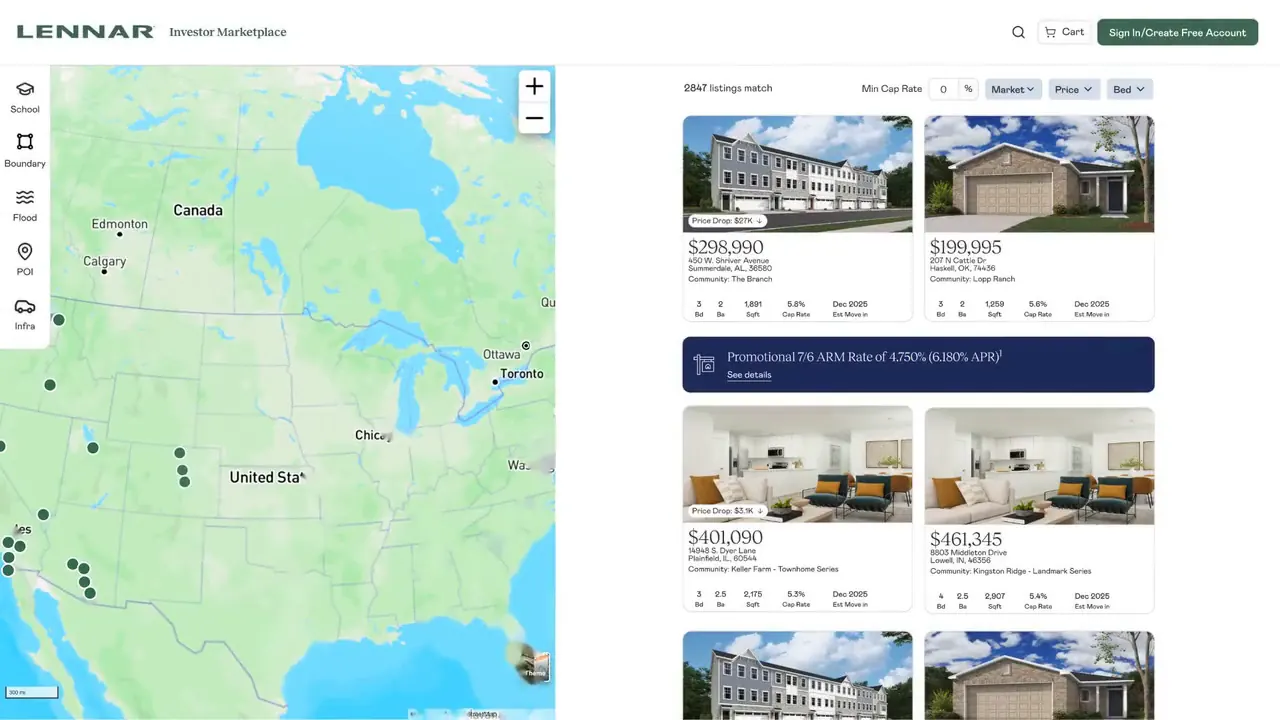 LENNAR Investor Marketplace
Cart
Sign In/Create Free Account
School
Boundary
Flood
POI
Infra
Canada
Edmonton
Calgary
Ottawa
Toronto
United
300 mi
2847 listings match
Min Cap Rate 0 %
Market
Price
Bed
Price Drop: $27K ↓
$298,990
450 W. Shriver Avenue
Summerdale, AL, 36580
Community: The Branch
3 2 1,891 5.8% Dec 2025
Bd Ba Sqft Cap Rate Est Move in
$199,995
207 N Cattie Dr
Haskell, OK, 74436
Community: Lopp Ranch
3 2 1,259 5.6% Dec 2025
Bd Ba Sqft Cap Rate Est Move in
Promotional 7/6 ARM Rate of 4.750% (6.180% APR)¹
See details
Price Drop: $3.1K ↓
$401,090
14948 S. Dyer Lane
Plainfield, IL, 60544
Community: Keller Farm - Townhome Series
3 2.5 2,175 5.3% Dec 2025
Bd Ba Sqft Cap Rate Est Move in
$461,345
8803 Middleton Drive
Lowell, IN, 46356
Community: Kingston Ridge - Landmark Series
4 2.5 2,907 5.4% Dec 2025
Bd Ba Sqft Cap Rate Est Move in